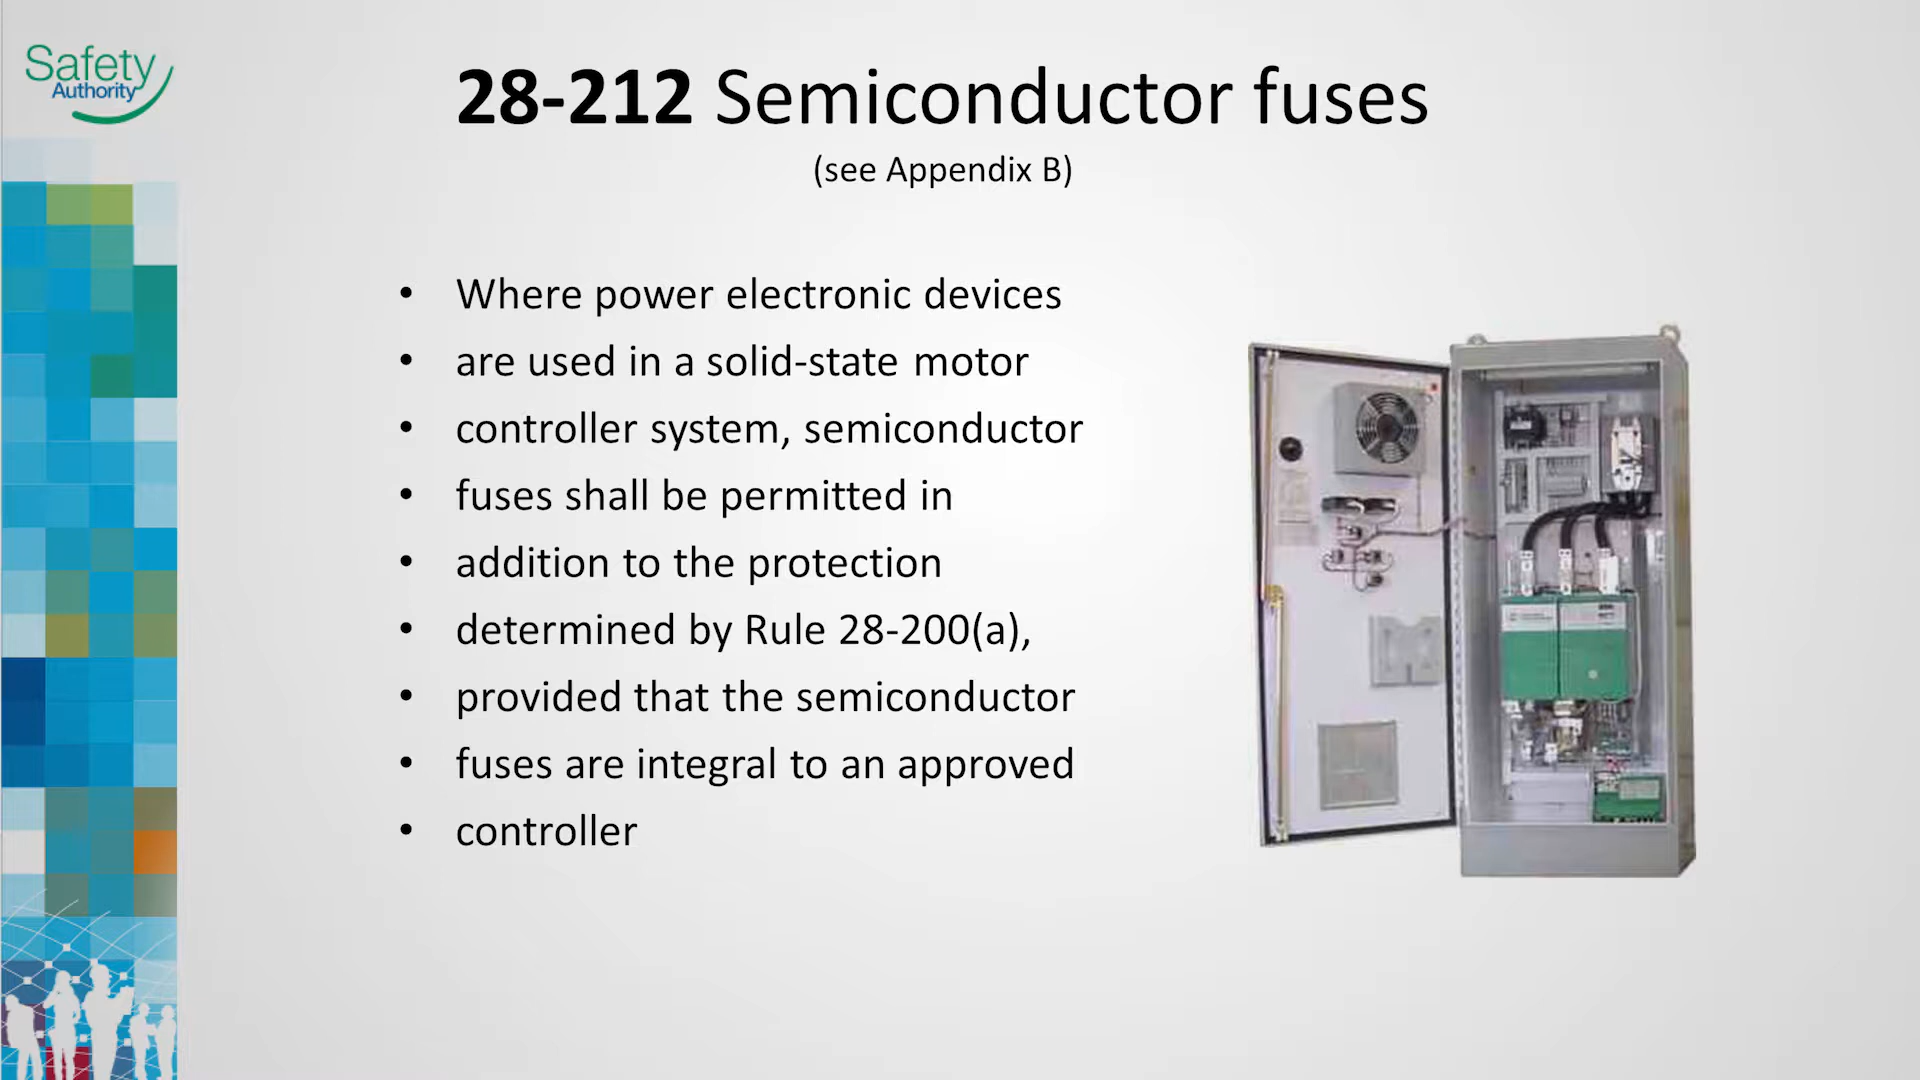 Safety
Authority
28-212 Semiconductor fuses
(see Appendix B)
• Where power electronic devices
• are used in a solid-state motor
• controller system, semiconductor
• fuses shall be permitted in
• addition to the protection
• determined by Rule 28-200(a),
• provided that the semiconductor
• fuses are integral to an approved
• controller